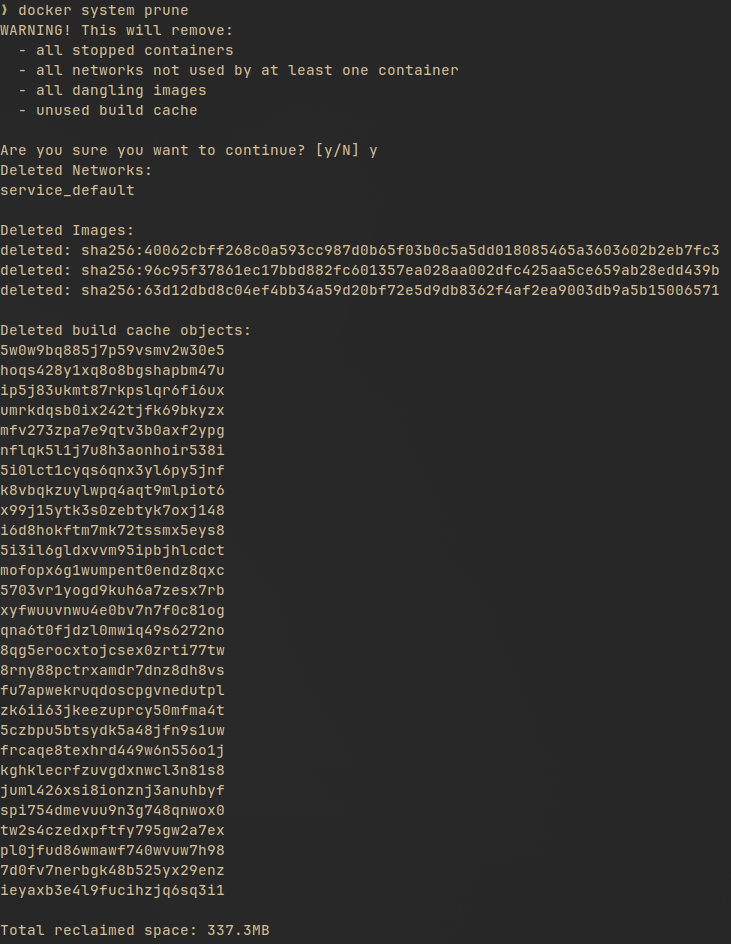 ❯ docker system prune
WARNING! This will remove:
  - all stopped containers
  - all networks not used by at least one container
  - all dangling images
  - unused build cache

Are you sure you want to continue? [y/N] y
Deleted Networks:
service_default

Deleted Images:
deleted: sha256:40062cbff268c0a593cc987d0b65f03b0c5a5dd018085465a3603602b2eb7fc3
deleted: sha256:96c95f37861ec17bbd882fc601357ea028aa002dfc425aa5ce659ab28edd439b
deleted: sha256:63d12dbd8c04ef4bb34a59d20bf72e5d9db8362f4af2ea9003db9a5b15006571

Deleted build cache objects:
5w0w9bq885j7p59vsmv2w30e5
hoqs428y1xq8o8bgshapbm47u
ip5j83ukmt87rkpslqr6fi6ux
umrkdqsb0ix242tjfk69bkyzx
mfv273zpa7e9qtv3b0axf2ypg
nflqk5l1j7u8h3aonhoir538i
5i0lct1cyqs6qnx3yl6py5jnf
k8vbqkzuylwpq4aqt9mlpiot6
x99j15ytk3s0zebtyk7oxj148
i6d8hokftm7mk72tssmx5eys8
5i3il6gldxvvm95ipbjhlcdct
mofopx6g1wumpent0endz8qxc
5703vr1yogd9kuh6a7zesx7rb
xyfwuuvnwu4e0bv7n7f0c81og
qna6t0fjdzl0mwiq49s6272no
8qg5erocxtojcsex0zrti77tw
8rny88pctrxamdr7dnz8dh8vs
fu7apwekruqdoscpgvnedutpl
zk6ii63jkeezuprcy50mfma4t
5czbpu5btsydk5a48jfn9s1uw
frcaqe8texhrd449w6n556o1j
kghklecrfzuvgdxnwcl3n81s8
juml426xsi8ionznj3anuhbyf
spi754dmevuu9n3g748qnwox0
tw2s4czedxpftfy795gw2a7ex
pl0jfud86wmawf740wvuw7h98
7d0fv7nerbgk48b525yx29enz
ieyaxb3e4l9fucihzjq6sq3i1

Total reclaimed space: 337.3MB